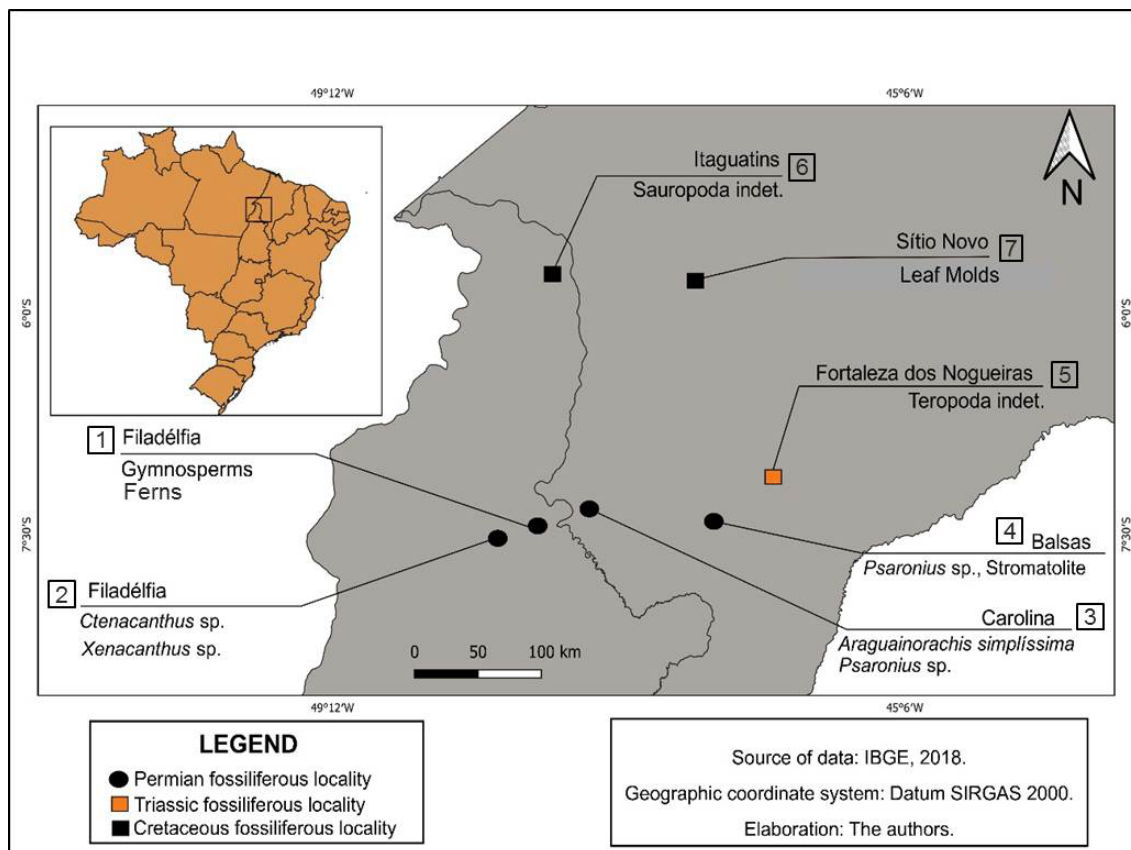 49°12'W
45°6'W
Itaguatins 6
Sauropoda indet.
N
Sítio Novo 7
Leaf Molds
6°0'S
6°0'S
Fortaleza dos Nogueiras 5
Teropoda indet.
1 Filadélfia
Gymnosperms
Ferns
7°30'S
7°30'S
4 Balsas
Psaronius sp., Stromatolite
2 Filadélfia
Ctenacanthus sp.
Xenacanthus sp.
Carolina 3
Araguainorachis simplíssima
Psaronius sp.
0 50 100 km
49°12'W
45°6'W
LEGEND
Permian fossiliferous locality
Triassic fossiliferous locality
Cretaceous fossiliferous locality
Source of data: IBGE, 2018.
Geographic coordinate system: Datum SIRGAS 2000.
Elaboration: The authors.